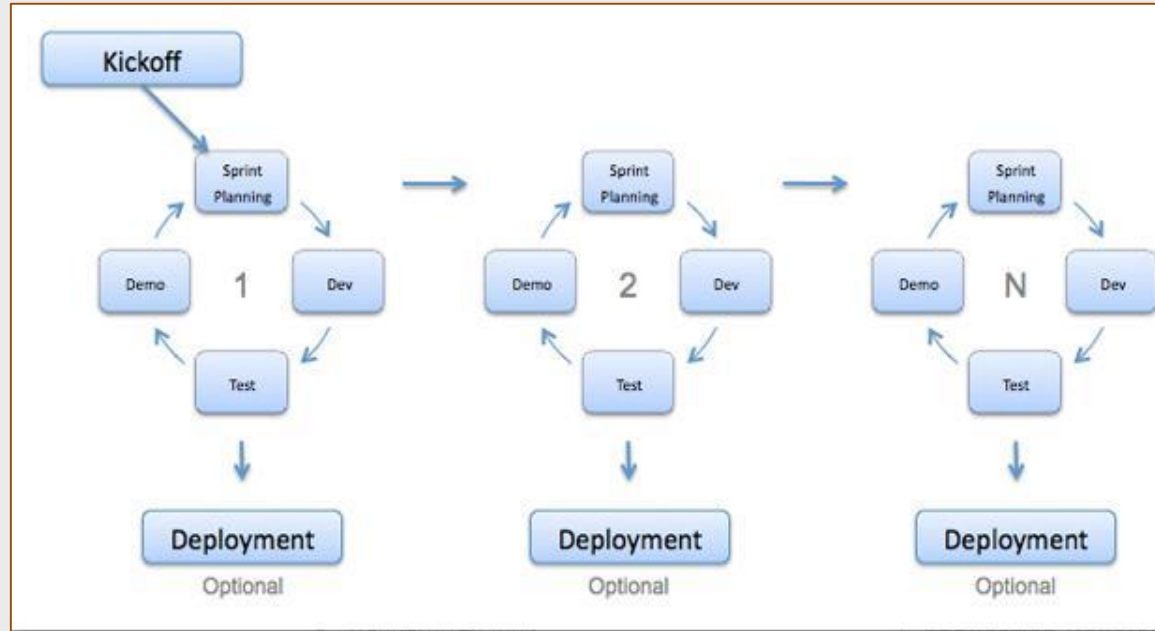 Kickoff
Sprint
Planning
Demo
1
Dev
Test
Deployment
Optional
Sprint
Planning
Demo
2
Dev
Test
Deployment
Optional
Sprint
Planning
Demo
N
Dev
Test
Deployment
Optional